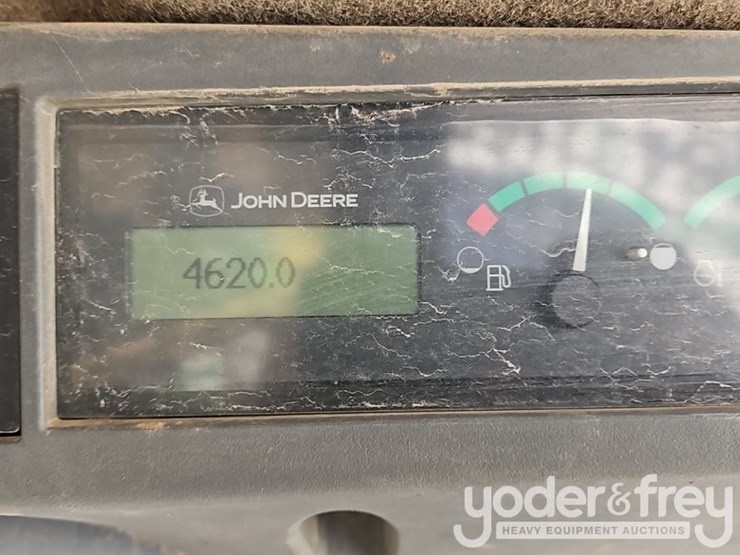 JOHN DEERE
4620.0
yoder&frey
HEAVY EQUIPMENT AUCTIONS